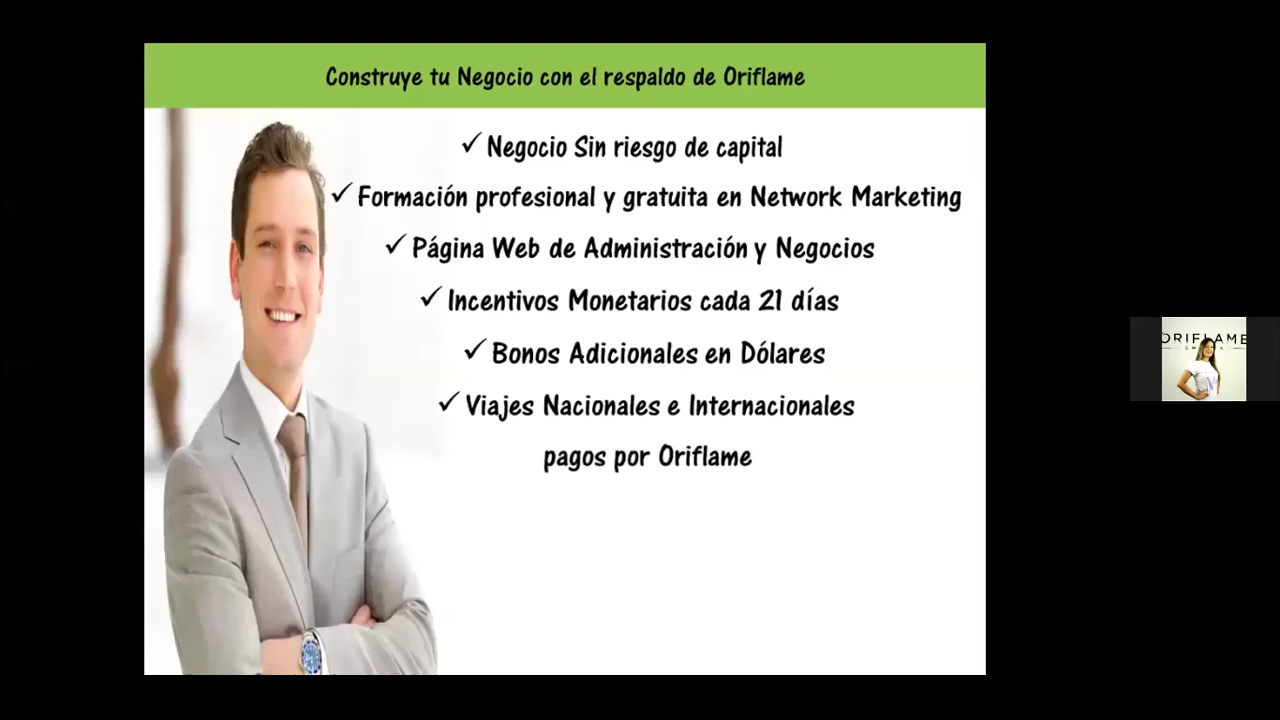 Construye tu Negocio con el respaldo de Oriflame
✓ Negocio Sin riesgo de capital
✓ Formación profesional y gratuita en Network Marketing
✓ Página Web de Administración y Negocios
✓ Incentivos Monetarios cada 21 días
✓ Bonos Adicionales en Dólares
✓ Viajes Nacionales e Internacionales
pagos por Oriflame
ORIFLAME